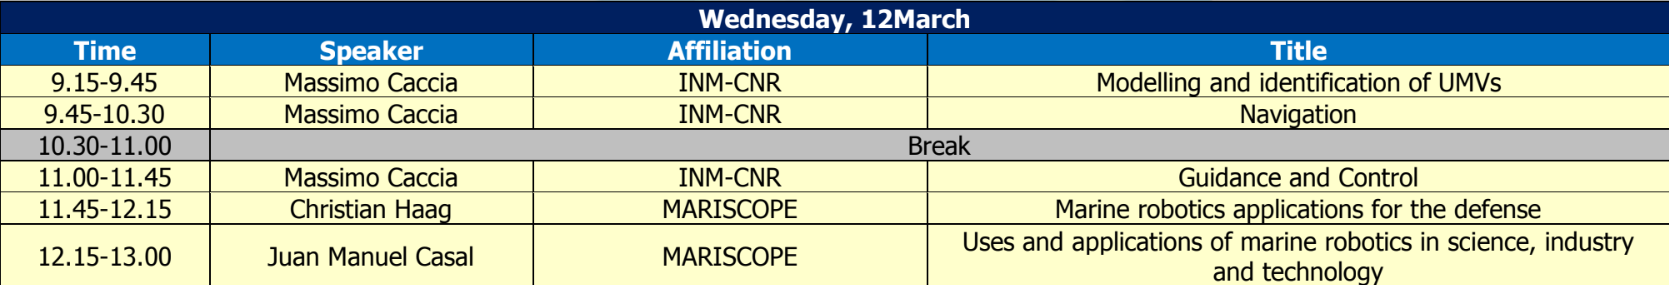 Wednesday, 12March
Time Speaker Affiliation Title
9.15-9.45 Massimo Caccia INM-CNR Modelling and identification of UMVs
9.45-10.30 Massimo Caccia INM-CNR Navigation
10.30-11.00 Break
11.00-11.45 Massimo Caccia INM-CNR Guidance and Control
11.45-12.15 Christian Haag MARISCOPE Marine robotics applications for the defense
12.15-13.00 Juan Manuel Casal MARISCOPE Uses and applications of marine robotics in science, industry
and technology